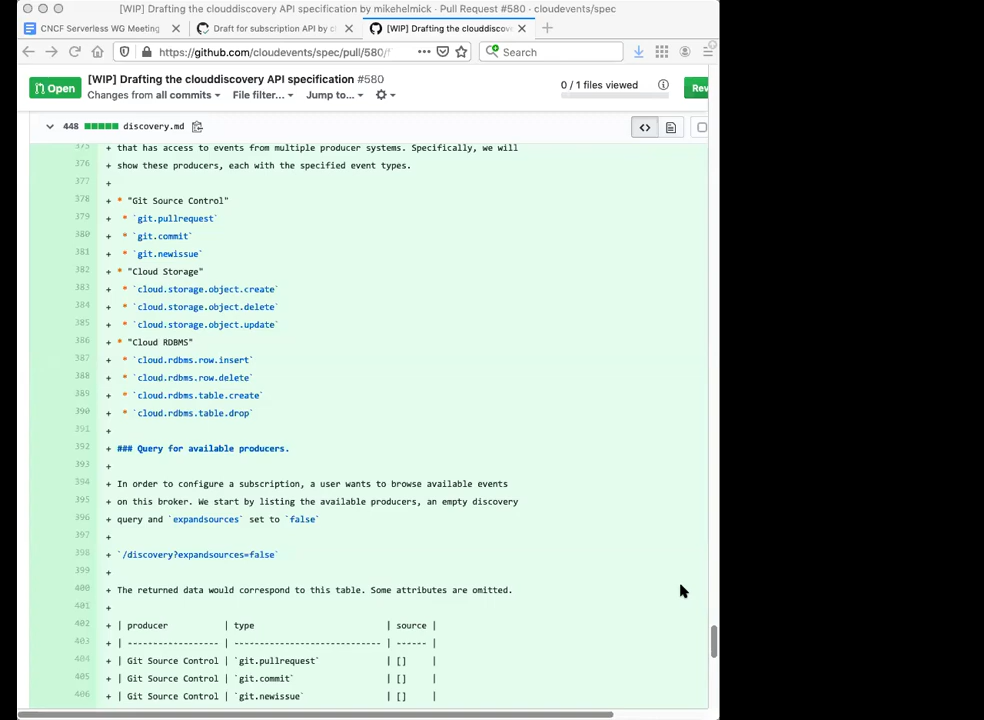 [WIP] Drafting the clouddiscovery API specification by mikehelmick · Pull Request #580 · cloudevents/spec
CNCF Serverless WG Meeting
Draft for subscription API by cl
[WIP] Drafting the clouddiscov
https://github.com/cloudevents/spec/pull/580/f
Search
Open
[WIP] Drafting the clouddiscovery API specification #580
Changes from all commits
File filter...
Jump to...
0 / 1 files viewed
Rev
448 discovery.md
375 + that has access to events from multiple producer systems. Specifically, we will
376 + show these producers, each with the specified event types.
377 +
378 + * "Git Source Control"
379 + * `git.pullrequest`
380 + * `git.commit`
381 + * `git.newissue`
382 + * "Cloud Storage"
383 + * `cloud.storage.object.create`
384 + * `cloud.storage.object.delete`
385 + * `cloud.storage.object.update`
386 + * "Cloud RDBMS"
387 + * `cloud.rdbms.row.insert`
388 + * `cloud.rdbms.row.delete`
389 + * `cloud.rdbms.table.create`
390 + * `cloud.rdbms.table.drop`
391 +
392 + ### Query for available producers.
393 +
394 + In order to configure a subscription, a user wants to browse available events
395 + on this broker. We start by listing the available producers, an empty discovery
396 + query and `expandsources` set to `false`
397 +
398 + `/discovery?expandsources=false`
399 +
400 + The returned data would correspond to this table. Some attributes are omitted.
401 +
402 + | producer | type | source |
403 + | ------------------ | ----------------------------- | ------ |
404 + | Git Source Control | `git.pullrequest` | [] |
405 + | Git Source Control | `git.commit` | [] |
406 + | Git Source Control | `git.newissue` | [] |